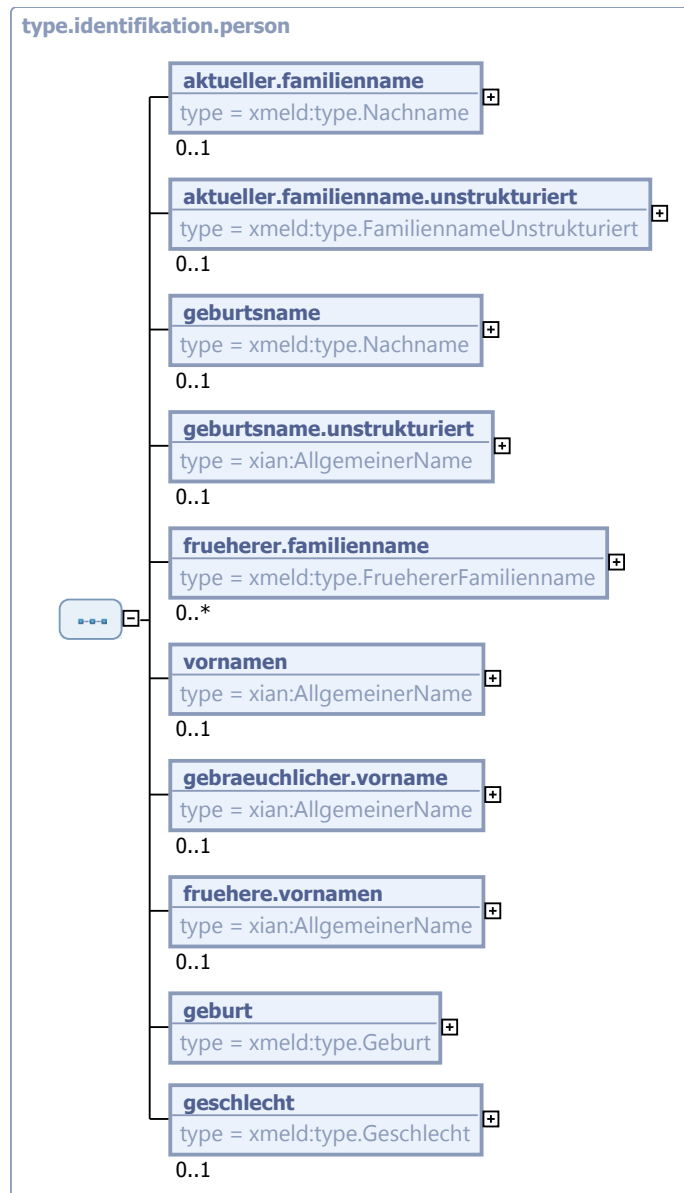 type.identifikation.person
aktueller.familienname
type = xmeld:type.Nachname
0..1
aktueller.familienname.unstrukturiert
type = xmeld:type.FamiliennameUnstrukturiert
0..1
geburtsname
type = xmeld:type.Nachname
0..1
geburtsname.unstrukturiert
type = xian:AllgemeinerName
0..1
frueherer.familienname
type = xmeld:type.FruehererFamilienname
0..*
vornamen
type = xian:AllgemeinerName
0..1
gebraeuchlicher.vorname
type = xian:AllgemeinerName
0..1
fruehere.vornamen
type = xian:AllgemeinerName
0..1
geburt
type = xmeld:type.Geburt
geschlecht
type = xmeld:type.Geschlecht
0..1